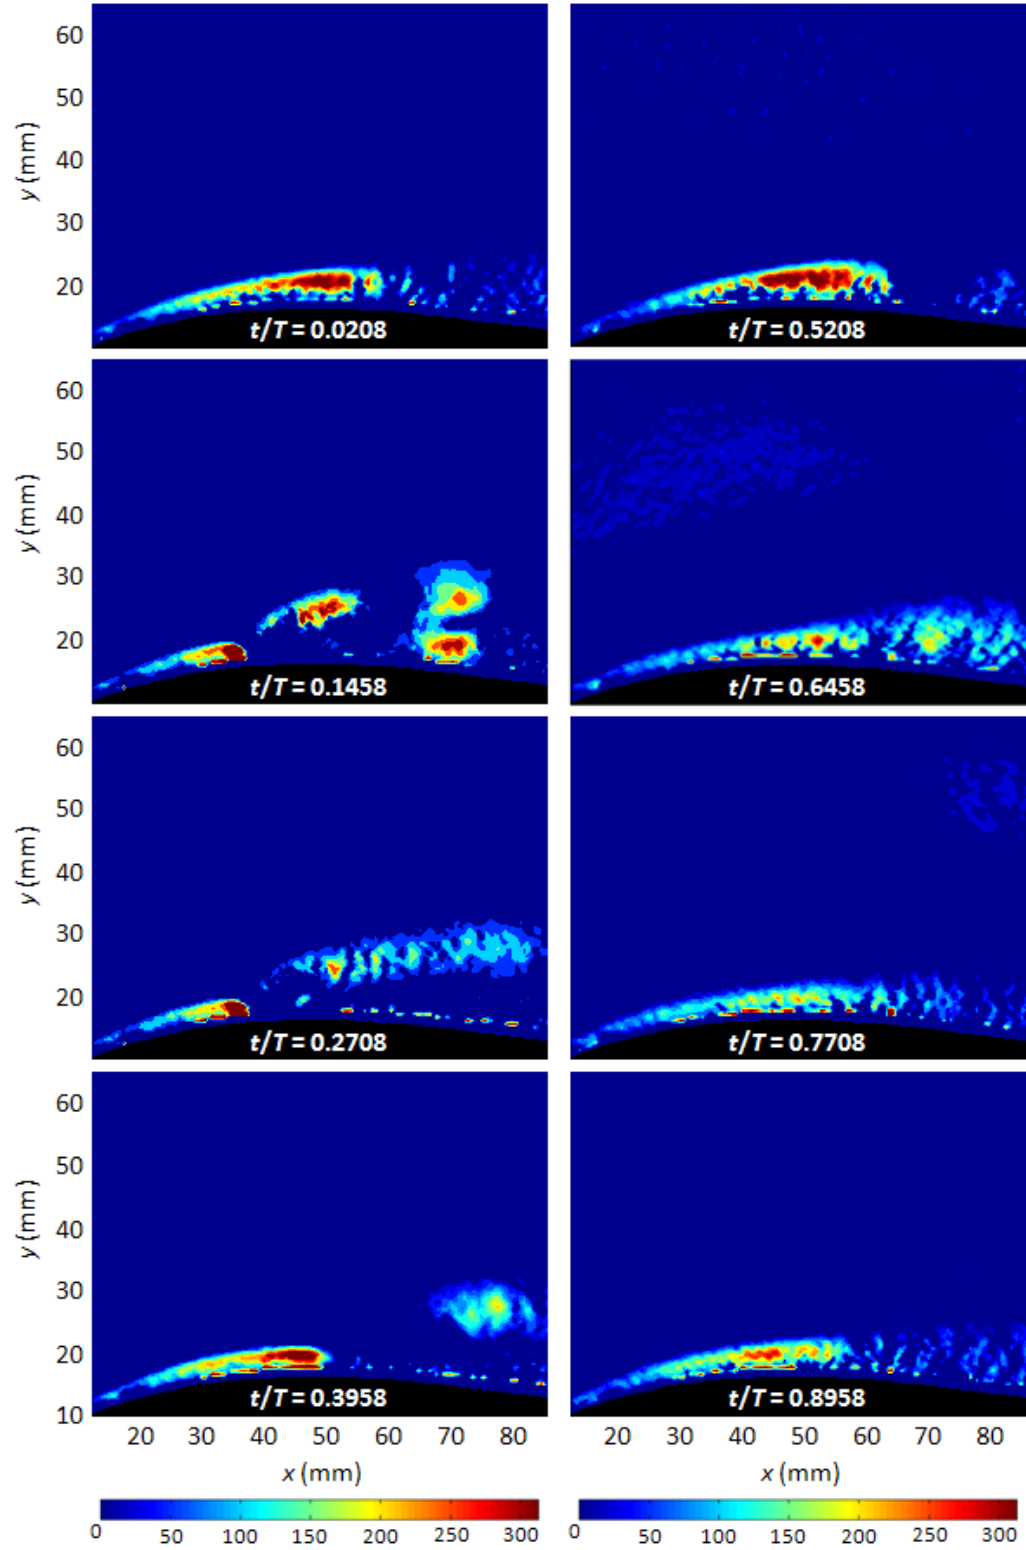 60
50
y (mm)
40
30
20
t/T = 0.0208
t/T = 0.5208
60
50
y (mm)
40
30
20
t/T = 0.1458
t/T = 0.6458
60
50
y (mm)
40
30
20
t/T = 0.2708
t/T = 0.7708
60
50
y (mm)
40
30
20
10
t/T = 0.3958
t/T = 0.8958
20 30 40 50 60 70 80
20 30 40 50 60 70 80
x (mm)
x (mm)
0 50 100 150 200 250 300
0 50 100 150 200 250 300